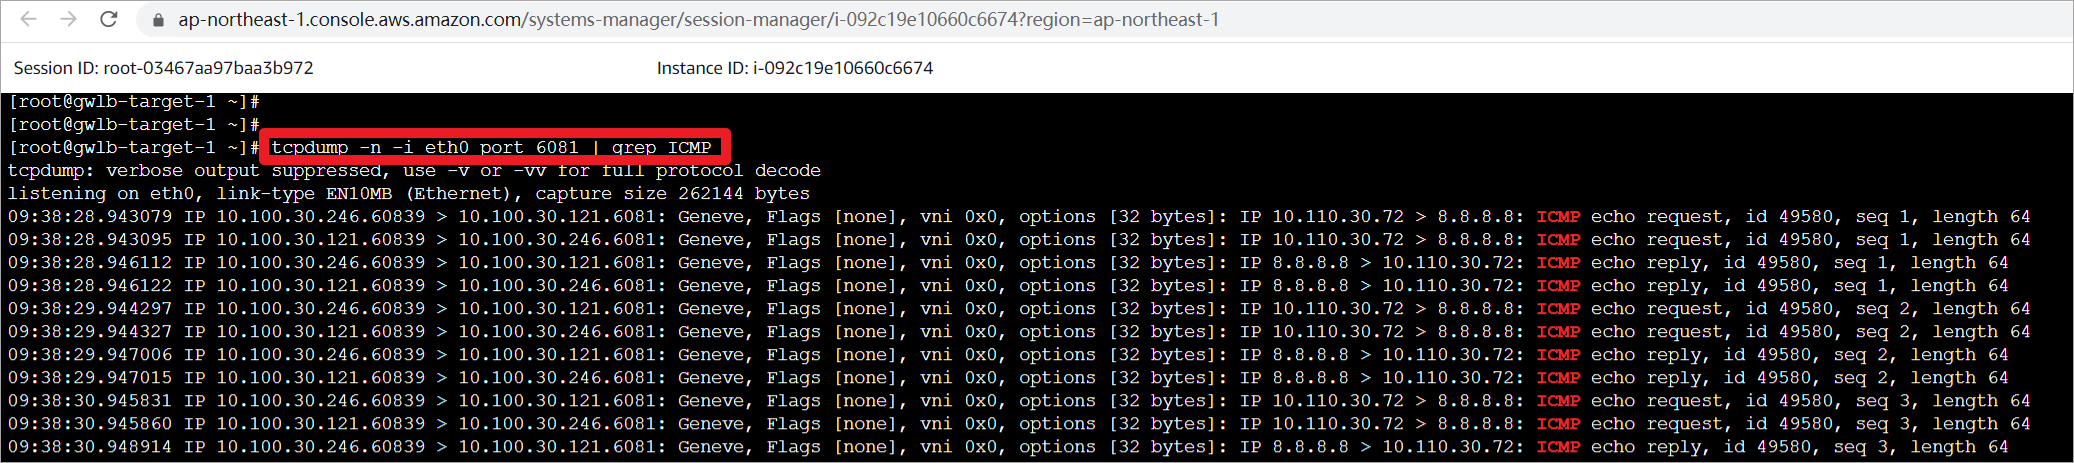 ap-northeast-1.console.aws.amazon.com/systems-manager/session-manager/i-092c19e10660c6674?region=ap-northeast-1
Session ID: root-03467aa97baa3b972 Instance ID: i-092c19e10660c6674
[root@gwlb-target-1 ~]#
[root@gwlb-target-1 ~]#
[root@gwlb-target-1 ~]# tcpdump -n -i eth0 port 6081 | grep ICMP
tcpdump: verbose output suppressed, use -v or -vv for full protocol decode
listening on eth0, link-type EN10MB (Ethernet), capture size 262144 bytes
09:38:28.943079 IP 10.100.30.246.60839 > 10.100.30.121.6081: Geneve, Flags [none], vni 0x0, options [32 bytes]: IP 10.110.30.72 > 8.8.8.8: ICMP echo request, id 49580, seq 1, length 64
09:38:28.943095 IP 10.100.30.121.60839 > 10.100.30.246.6081: Geneve, Flags [none], vni 0x0, options [32 bytes]: IP 10.110.30.72 > 8.8.8.8: ICMP echo request, id 49580, seq 1, length 64
09:38:28.946112 IP 10.100.30.246.60839 > 10.100.30.121.6081: Geneve, Flags [none], vni 0x0, options [32 bytes]: IP 8.8.8.8 > 10.110.30.72: ICMP echo reply, id 49580, seq 1, length 64
09:38:28.946122 IP 10.100.30.121.60839 > 10.100.30.246.6081: Geneve, Flags [none], vni 0x0, options [32 bytes]: IP 8.8.8.8 > 10.110.30.72: ICMP echo reply, id 49580, seq 1, length 64
09:38:29.944297 IP 10.100.30.246.60839 > 10.100.30.121.6081: Geneve, Flags [none], vni 0x0, options [32 bytes]: IP 10.110.30.72 > 8.8.8.8: ICMP echo request, id 49580, seq 2, length 64
09:38:29.944327 IP 10.100.30.121.60839 > 10.100.30.246.6081: Geneve, Flags [none], vni 0x0, options [32 bytes]: IP 10.110.30.72 > 8.8.8.8: ICMP echo request, id 49580, seq 2, length 64
09:38:29.947006 IP 10.100.30.246.60839 > 10.100.30.121.6081: Geneve, Flags [none], vni 0x0, options [32 bytes]: IP 8.8.8.8 > 10.110.30.72: ICMP echo reply, id 49580, seq 2, length 64
09:38:29.947015 IP 10.100.30.121.60839 > 10.100.30.246.6081: Geneve, Flags [none], vni 0x0, options [32 bytes]: IP 8.8.8.8 > 10.110.30.72: ICMP echo reply, id 49580, seq 2, length 64
09:38:30.945831 IP 10.100.30.246.60839 > 10.100.30.121.6081: Geneve, Flags [none], vni 0x0, options [32 bytes]: IP 10.110.30.72 > 8.8.8.8: ICMP echo request, id 49580, seq 3, length 64
09:38:30.945860 IP 10.100.30.121.60839 > 10.100.30.246.6081: Geneve, Flags [none], vni 0x0, options [32 bytes]: IP 10.110.30.72 > 8.8.8.8: ICMP echo request, id 49580, seq 3, length 64
09:38:30.948914 IP 10.100.30.246.60839 > 10.100.30.121.6081: Geneve, Flags [none], vni 0x0, options [32 bytes]: IP 8.8.8.8 > 10.110.30.72: ICMP echo reply, id 49580, seq 3, length 64